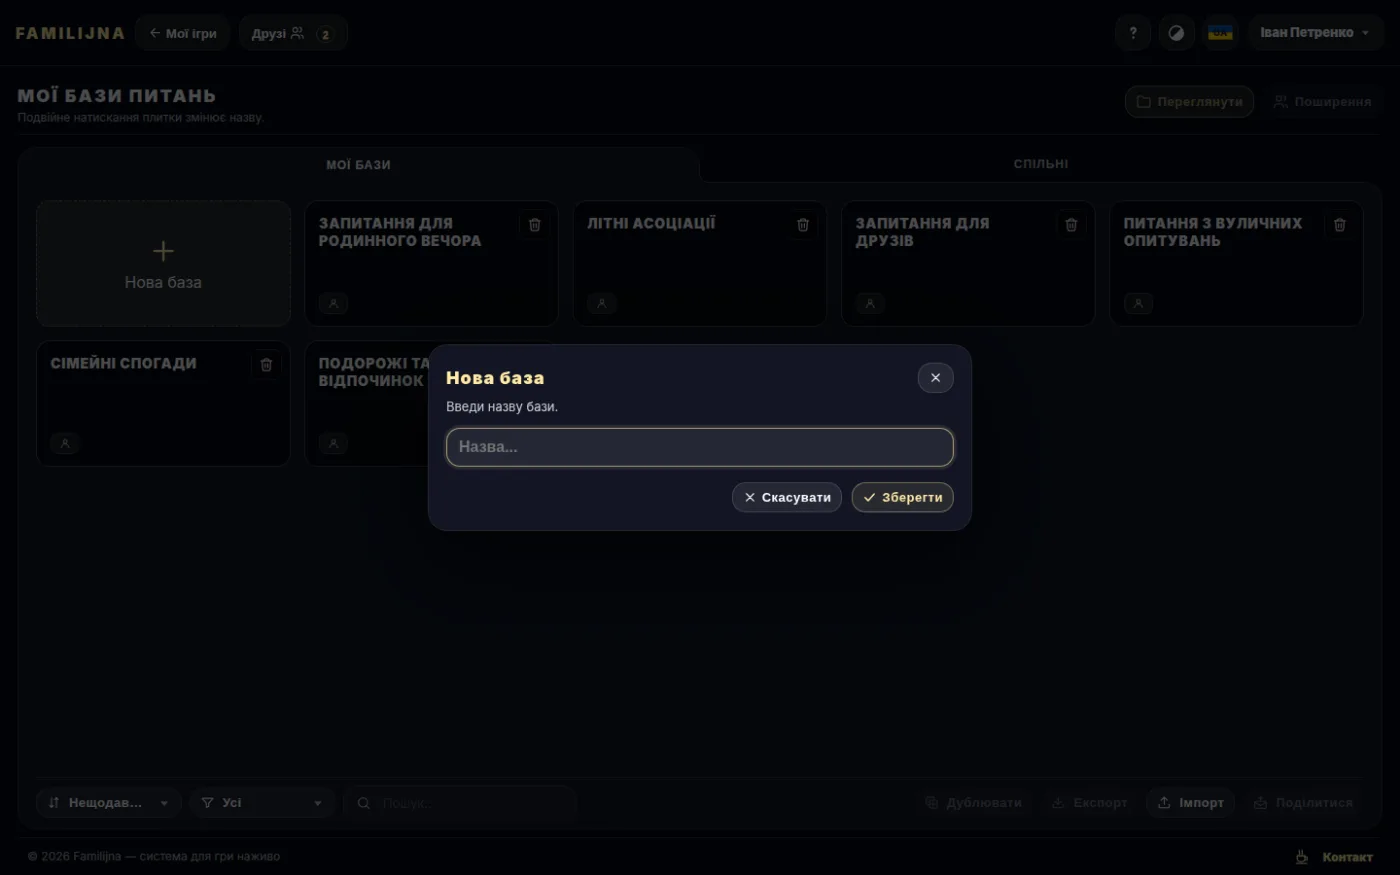 FAMILIJNA
← Мої ігри
Друзі 2
?
Іван Петренко
МОЇ БАЗИ ПИТАНЬ
Подвійне натискання плитки змінює назву.
Переглянути
Поширення
МОЇ БАЗИ
СПІЛЬНІ
Нова база
ЗАПИТАННЯ ДЛЯ
РОДИННОГО ВЕЧОРА
ЛІТНІ АСОЦІАЦІЇ
ЗАПИТАННЯ ДЛЯ
ДРУЗІВ
ПИТАННЯ З ВУЛИЧНИХ
ОПИТУВАНЬ
СІМЕЙНІ СПОГАДИ
ПОДОРОЖІ ТА
ВІДПОЧИНОК
Нова база
Введи назву бази.
Назва...
Скасувати
Зберегти
Нещодав...
Усі
Пошук...
Дублювати
Експорт
Імпорт
Поділитися
© 2026 Familijna — система для гри наживо
Контакт